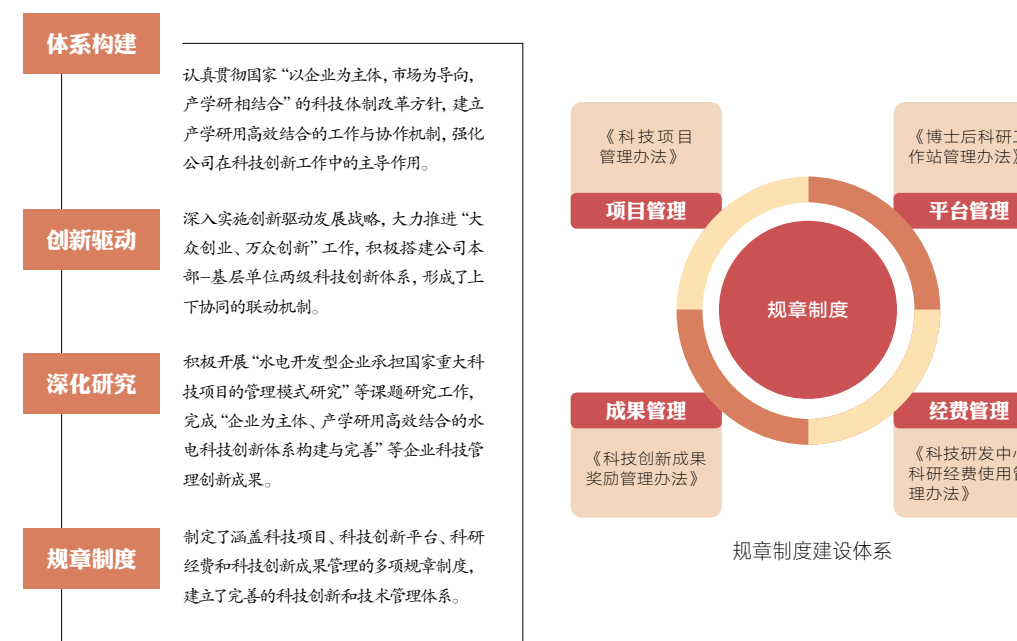 体系构建
认真贯彻国家“以企业为主体，市场为导向，
产学研相结合”的科技体制改革方针，建立
产学研用高效结合的工作与协作机制，强化
公司在科技创新工作中的主导作用。
创新驱动
深入实施创新驱动发展战略，大力推进“大
众创业、万众创新”工作，积极搭建公司本
部—基层单位两级科技创新体系，形成了上
下协同的联动机制。
深化研究
积极开展“水电开发型企业承担国家重大科
技项目的管理模式研究”等课题研究工作，
完成“企业为主体、产学研用高效结合的水
电科技创新体系构建与完善”等企业科技管
理创新成果。
规章制度
制定了涵盖科技项目、科技创新平台、科研
经费和科技创新成果管理的多项规章制度，
建立了完善的科技创新和技术管理体系。
《科技项目
管理办法》
项目管理
《博士后科研工
作站管理办法》
平台管理
规章制度
成果管理
《科技创新成果
奖励管理办法》
经费管理
《科技研发中心
科研经费使用管
理办法》
规章制度建设体系